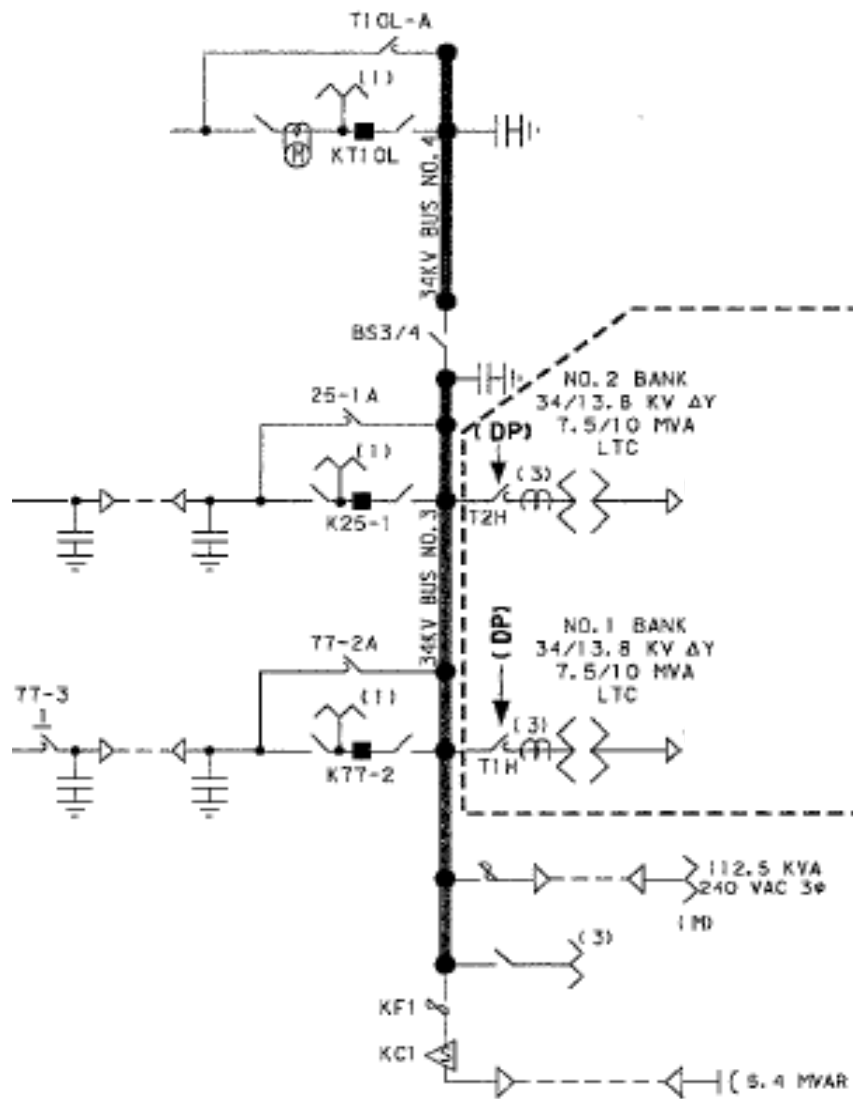 T10L-A
(1)
M
KT10L
34KV BUS NO.4
BS3/4
25-1A
NO.2 BANK
34/13.8 KV ΔY
7.5/10 MVA
LTC
(DP)
(1)
(3)
K25-1
T2H
34KV BUS NO.3
77-2A
NO.1 BANK
34/13.8 KV ΔY
7.5/10 MVA
LTC
(DP)
77-3
(1)
(3)
K77-2
T1H
112.5 KVA
240 VAC 3φ
(M)
(3)
KF1
KC1
5.4 MVAR